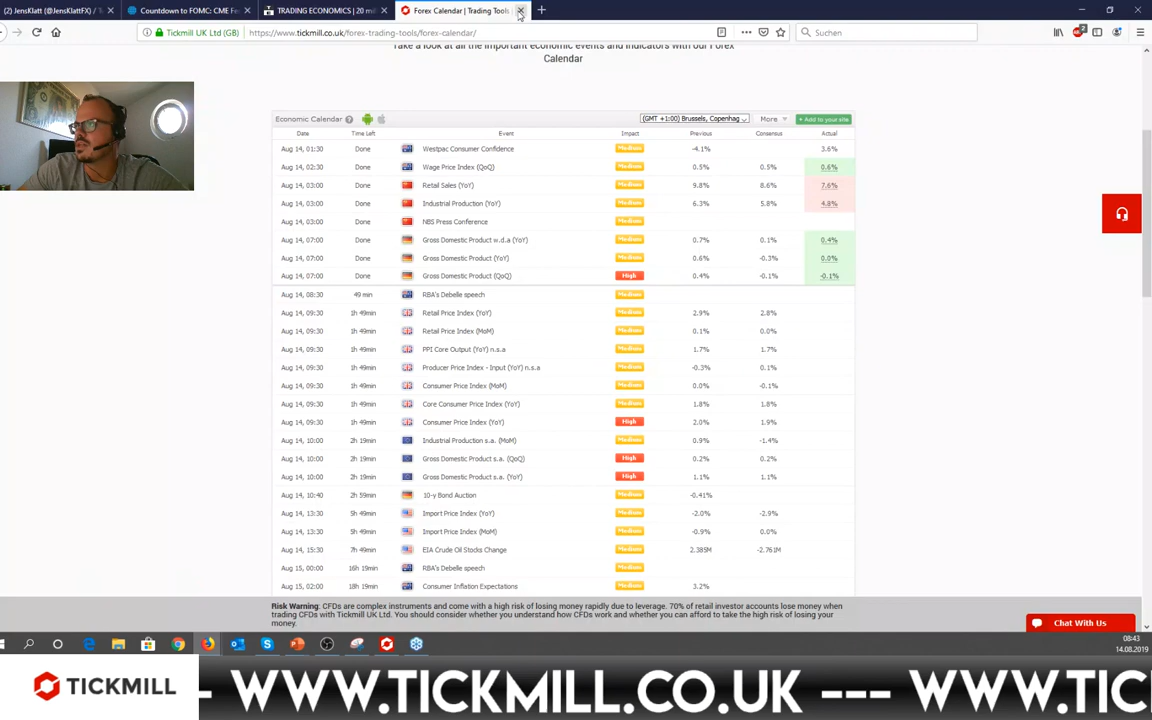 (2) JensKlatt (@JensKlattFX) / T
Countdown to FOMC: CME Fe
TRADING ECONOMICS | 20 mi
Forex Calendar | Trading Tools
Tickmill UK Ltd (GB)
https://www.tickmill.co.uk/forex-trading-tools/forex-calendar/
Suchen
2
Take a look at all the important economic events and indicators with our Forex
Calendar
Economic Calendar
(GMT +1:00) Brussels, Copenhag
More
+ Add to your site
Date Time Left Event Impact Previous Consensus Actual
Aug 14, 01:30 Done Westpac Consumer Confidence Medium -4.1% 3.6%
Aug 14, 02:30 Done Wage Price Index (QoQ) Medium 0.5% 0.5% 0.6%
Aug 14, 03:00 Done Retail Sales (YoY) Medium 9.8% 8.6% 7.6%
Aug 14, 03:00 Done Industrial Production (YoY) Medium 6.3% 5.8% 4.8%
Aug 14, 03:00 Done NBS Press Conference Medium
Aug 14, 07:00 Done Gross Domestic Product w.d.a (YoY) Medium 0.7% 0.1% 0.4%
Aug 14, 07:00 Done Gross Domestic Product (YoY) Medium 0.6% -0.3% 0.0%
Aug 14, 07:00 Done Gross Domestic Product (QoQ) High 0.4% -0.1% -0.1%
Aug 14, 08:30 49 min RBA's Debelle speech Medium
Aug 14, 09:30 1h 49min Retail Price Index (YoY) Medium 2.9% 2.8%
Aug 14, 09:30 1h 49min Retail Price Index (MoM) Medium 0.1% 0.0%
Aug 14, 09:30 1h 49min PPI Core Output (YoY) n.s.a Medium 1.7% 1.7%
Aug 14, 09:30 1h 49min Producer Price Index - Input (YoY) n.s.a Medium -0.3% 0.1%
Aug 14, 09:30 1h 49min Consumer Price Index (MoM) Medium 0.0% -0.1%
Aug 14, 09:30 1h 49min Core Consumer Price Index (YoY) Medium 1.8% 1.8%
Aug 14, 09:30 1h 49min Consumer Price Index (YoY) High 2.0% 1.9%
Aug 14, 10:00 2h 19min Industrial Production s.a. (MoM) Medium 0.9% -1.4%
Aug 14, 10:00 2h 19min Gross Domestic Product s.a. (QoQ) High 0.2% 0.2%
Aug 14, 10:00 2h 19min Gross Domestic Product s.a. (YoY) High 1.1% 1.1%
Aug 14, 10:40 2h 59min 10-y Bond Auction Medium -0.41%
Aug 14, 13:30 5h 49min Import Price Index (YoY) Medium -2.0% -2.9%
Aug 14, 13:30 5h 49min Import Price Index (MoM) Medium -0.9% 0.0%
Aug 14, 15:30 7h 49min EIA Crude Oil Stocks Change Medium 2.385M -2.761M
Aug 15, 00:00 16h 19min RBA's Debelle speech Medium
Aug 15, 02:00 18h 19min Consumer Inflation Expectations Medium 3.2%
Risk Warning: CFDs are complex instruments and come with a high risk of losing money rapidly due to leverage. 70% of retail investor accounts lose money when
trading CFDs with Tickmill UK Ltd. You should consider whether you understand how CFDs work and whether you can afford to take the high risk of losing your
money.
Chat With Us
08:43
14.08.2019
TICKMILL
-- WWW.TICKMILL.CO.UK --- WWW.TIC